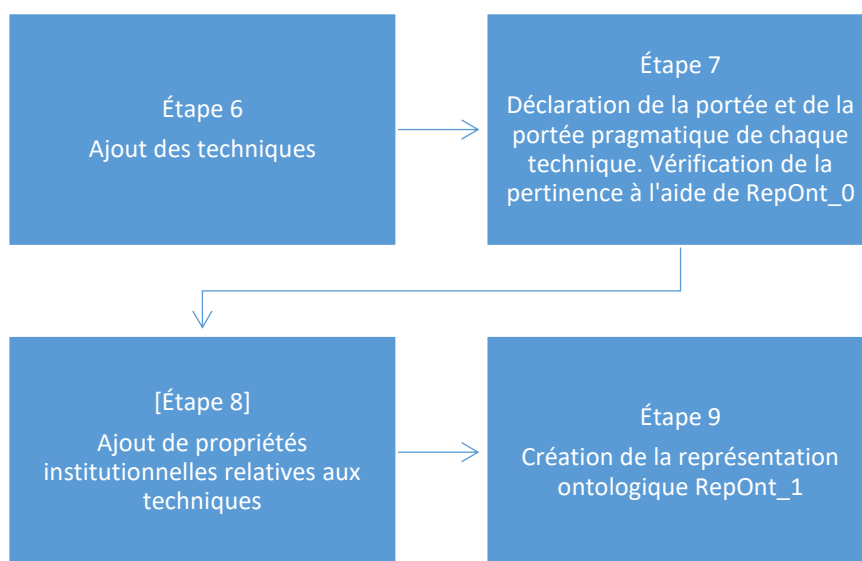 Étape 6
Ajout des techniques
Étape 7
Déclaration de la portée et de la
portée pragmatique de chaque
technique. Vérification de la
pertinence à l'aide de RepOnt_0
[Étape 8]
Ajout de propriétés
institutionnelles relatives aux
techniques
Étape 9
Création de la représentation
ontologique RepOnt_1